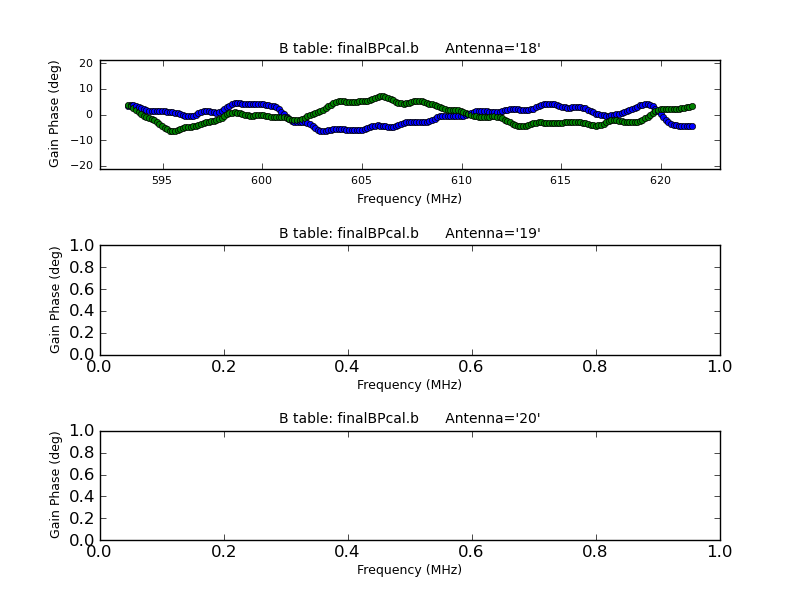 B table: finalBPcal.b      Antenna='18'
Gain Phase (deg)
20
10
0
−10
−20
595 600 605 610 615 620
Frequency (MHz)
B table: finalBPcal.b      Antenna='19'
Gain Phase (deg)
1.0
0.8
0.6
0.4
0.2
0.0
0.0 0.2 0.4 0.6 0.8 1.0
Frequency (MHz)
B table: finalBPcal.b      Antenna='20'
Gain Phase (deg)
1.0
0.8
0.6
0.4
0.2
0.0
0.0 0.2 0.4 0.6 0.8 1.0
Frequency (MHz)